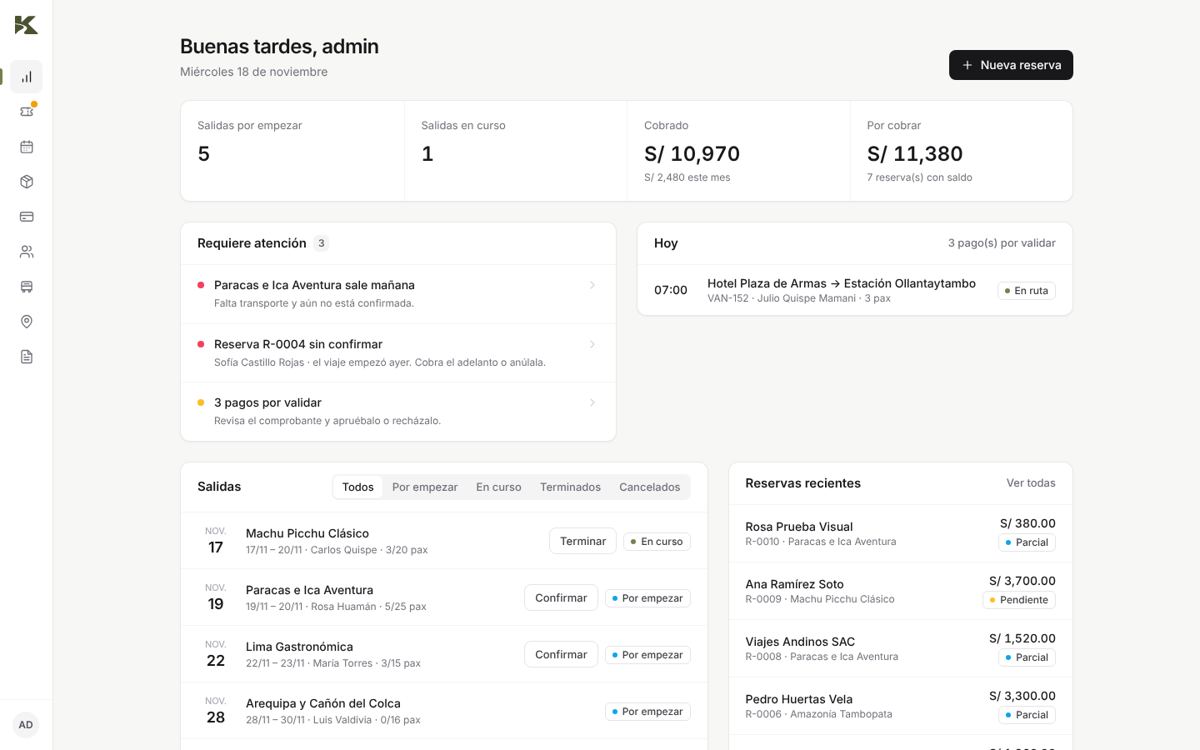 Buenas tardes, admin
Miércoles 18 de noviembre
+ Nueva reserva
Salidas por empezar
5
Salidas en curso
1
Cobrado
S/ 10,970
S/ 2,480 este mes
Por cobrar
S/ 11,380
7 reserva(s) con saldo
Requiere atención 3
Paracas e Ica Aventura sale mañana
Falta transporte y aún no está confirmada.
Reserva R-0004 sin confirmar
Sofía Castillo Rojas · el viaje empezó ayer. Cobra el adelanto o anúlala.
3 pagos por validar
Revisa el comprobante y apruébalo o recházalo.
Hoy
3 pago(s) por validar
07:00
Hotel Plaza de Armas → Estación Ollantaytambo
VAN-152 · Julio Quispe Mamani · 3 pax
En ruta
Salidas
Todos Por empezar En curso Terminados Cancelados
NOV.
17
Machu Picchu Clásico
17/11 – 20/11 · Carlos Quispe · 3/20 pax
Terminar
En curso
NOV.
19
Paracas e Ica Aventura
19/11 – 20/11 · Rosa Huamán · 5/25 pax
Confirmar
Por empezar
NOV.
22
Lima Gastronómica
22/11 – 23/11 · María Torres · 3/15 pax
Confirmar
Por empezar
NOV.
28
Arequipa y Cañón del Colca
28/11 – 30/11 · Luis Valdivia · 0/16 pax
Por empezar
Reservas recientes
Ver todas
Rosa Prueba Visual
R-0010 · Paracas e Ica Aventura
S/ 380.00
Parcial
Ana Ramírez Soto
R-0009 · Machu Picchu Clásico
S/ 3,700.00
Pendiente
Viajes Andinos SAC
R-0008 · Paracas e Ica Aventura
S/ 1,520.00
Parcial
Pedro Huertas Vela
R-0006 · Amazonía Tambopata
S/ 3,300.00
Parcial
AD